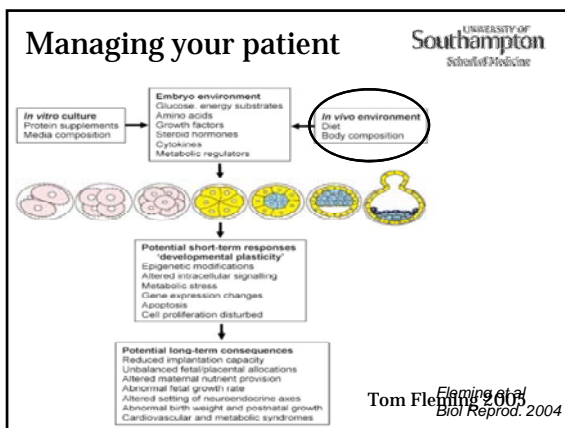 Managing your patient
UNIVERSITY OF
Southampton
School of Medicine
Embryo environment
Glucose, energy substrates
Amino acids
Growth factors
Steroid hormones
Cytokines
Metabolic regulators
In vitro culture
Protein supplements
Media composition
In vivo environment
Diet
Body composition
Potential short-term responses
'developmental plasticity'
Epigenetic modifications
Altered intracellular signalling
Metabolic stress
Gene expression changes
Apoptosis
Cell proliferation disturbed
Potential long-term consequences
Reduced implantation capacity
Unbalanced fetal/placental allocations
Altered maternal nutrient provision
Abnormal fetal growth rate
Altered setting of neuroendocrine axes
Abnormal birth weight and postnatal growth
Cardiovascular and metabolic syndromes
Tom Fleming 2005
Fleming et al
Biol Reprod. 2004